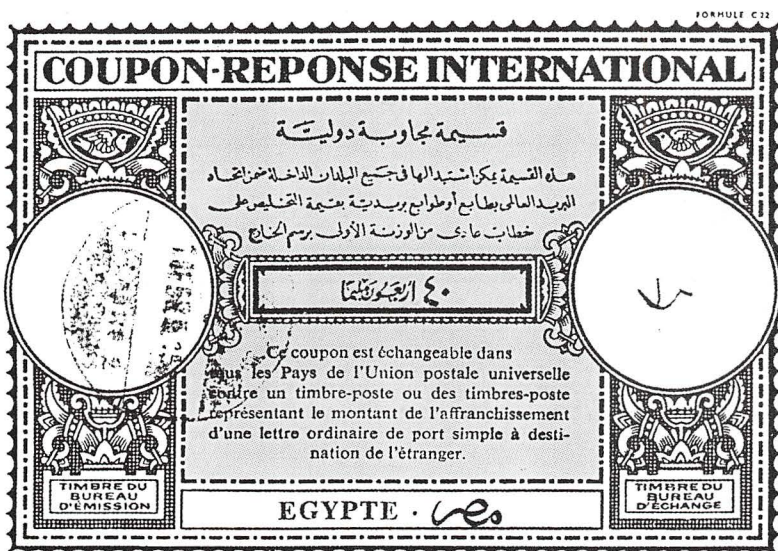 FORMULE C22
COUPON-REPONSE INTERNATIONAL
قسيمة مجاوبة دولية
هذه القسيمة يمكن استبدالها في جميع البلدان الداخلة ضمن اتحاد
البريد العالمى بطابع أو طوابع بريدية بقيمة التخليص على
خطاب عادى من الوزنة الأولى برسم الخارج
٤٠ أربعون مليما
Ce coupon est échangeable dans
tous les Pays de l'Union postale universelle
contre un timbre-poste ou des timbres-poste
représentant le montant de l'affranchissement
d'une lettre ordinaire de port simple à desti-
nation de l'étranger.
TIMBRE DU
BUREAU
D'ÉMISSION
EGYPTE · مصر
TIMBRE DU
BUREAU
D'ÉCHANGE